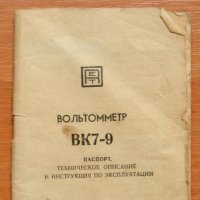 ВОЛЬТОММЕТР
ВК7-9
ПАСПОРТ,
ТЕХНИЧЕСКОЕ ОПИСАНИЕ
И ИНСТРУКЦИЯ ПО ЭКСПЛУАТАЦИИ